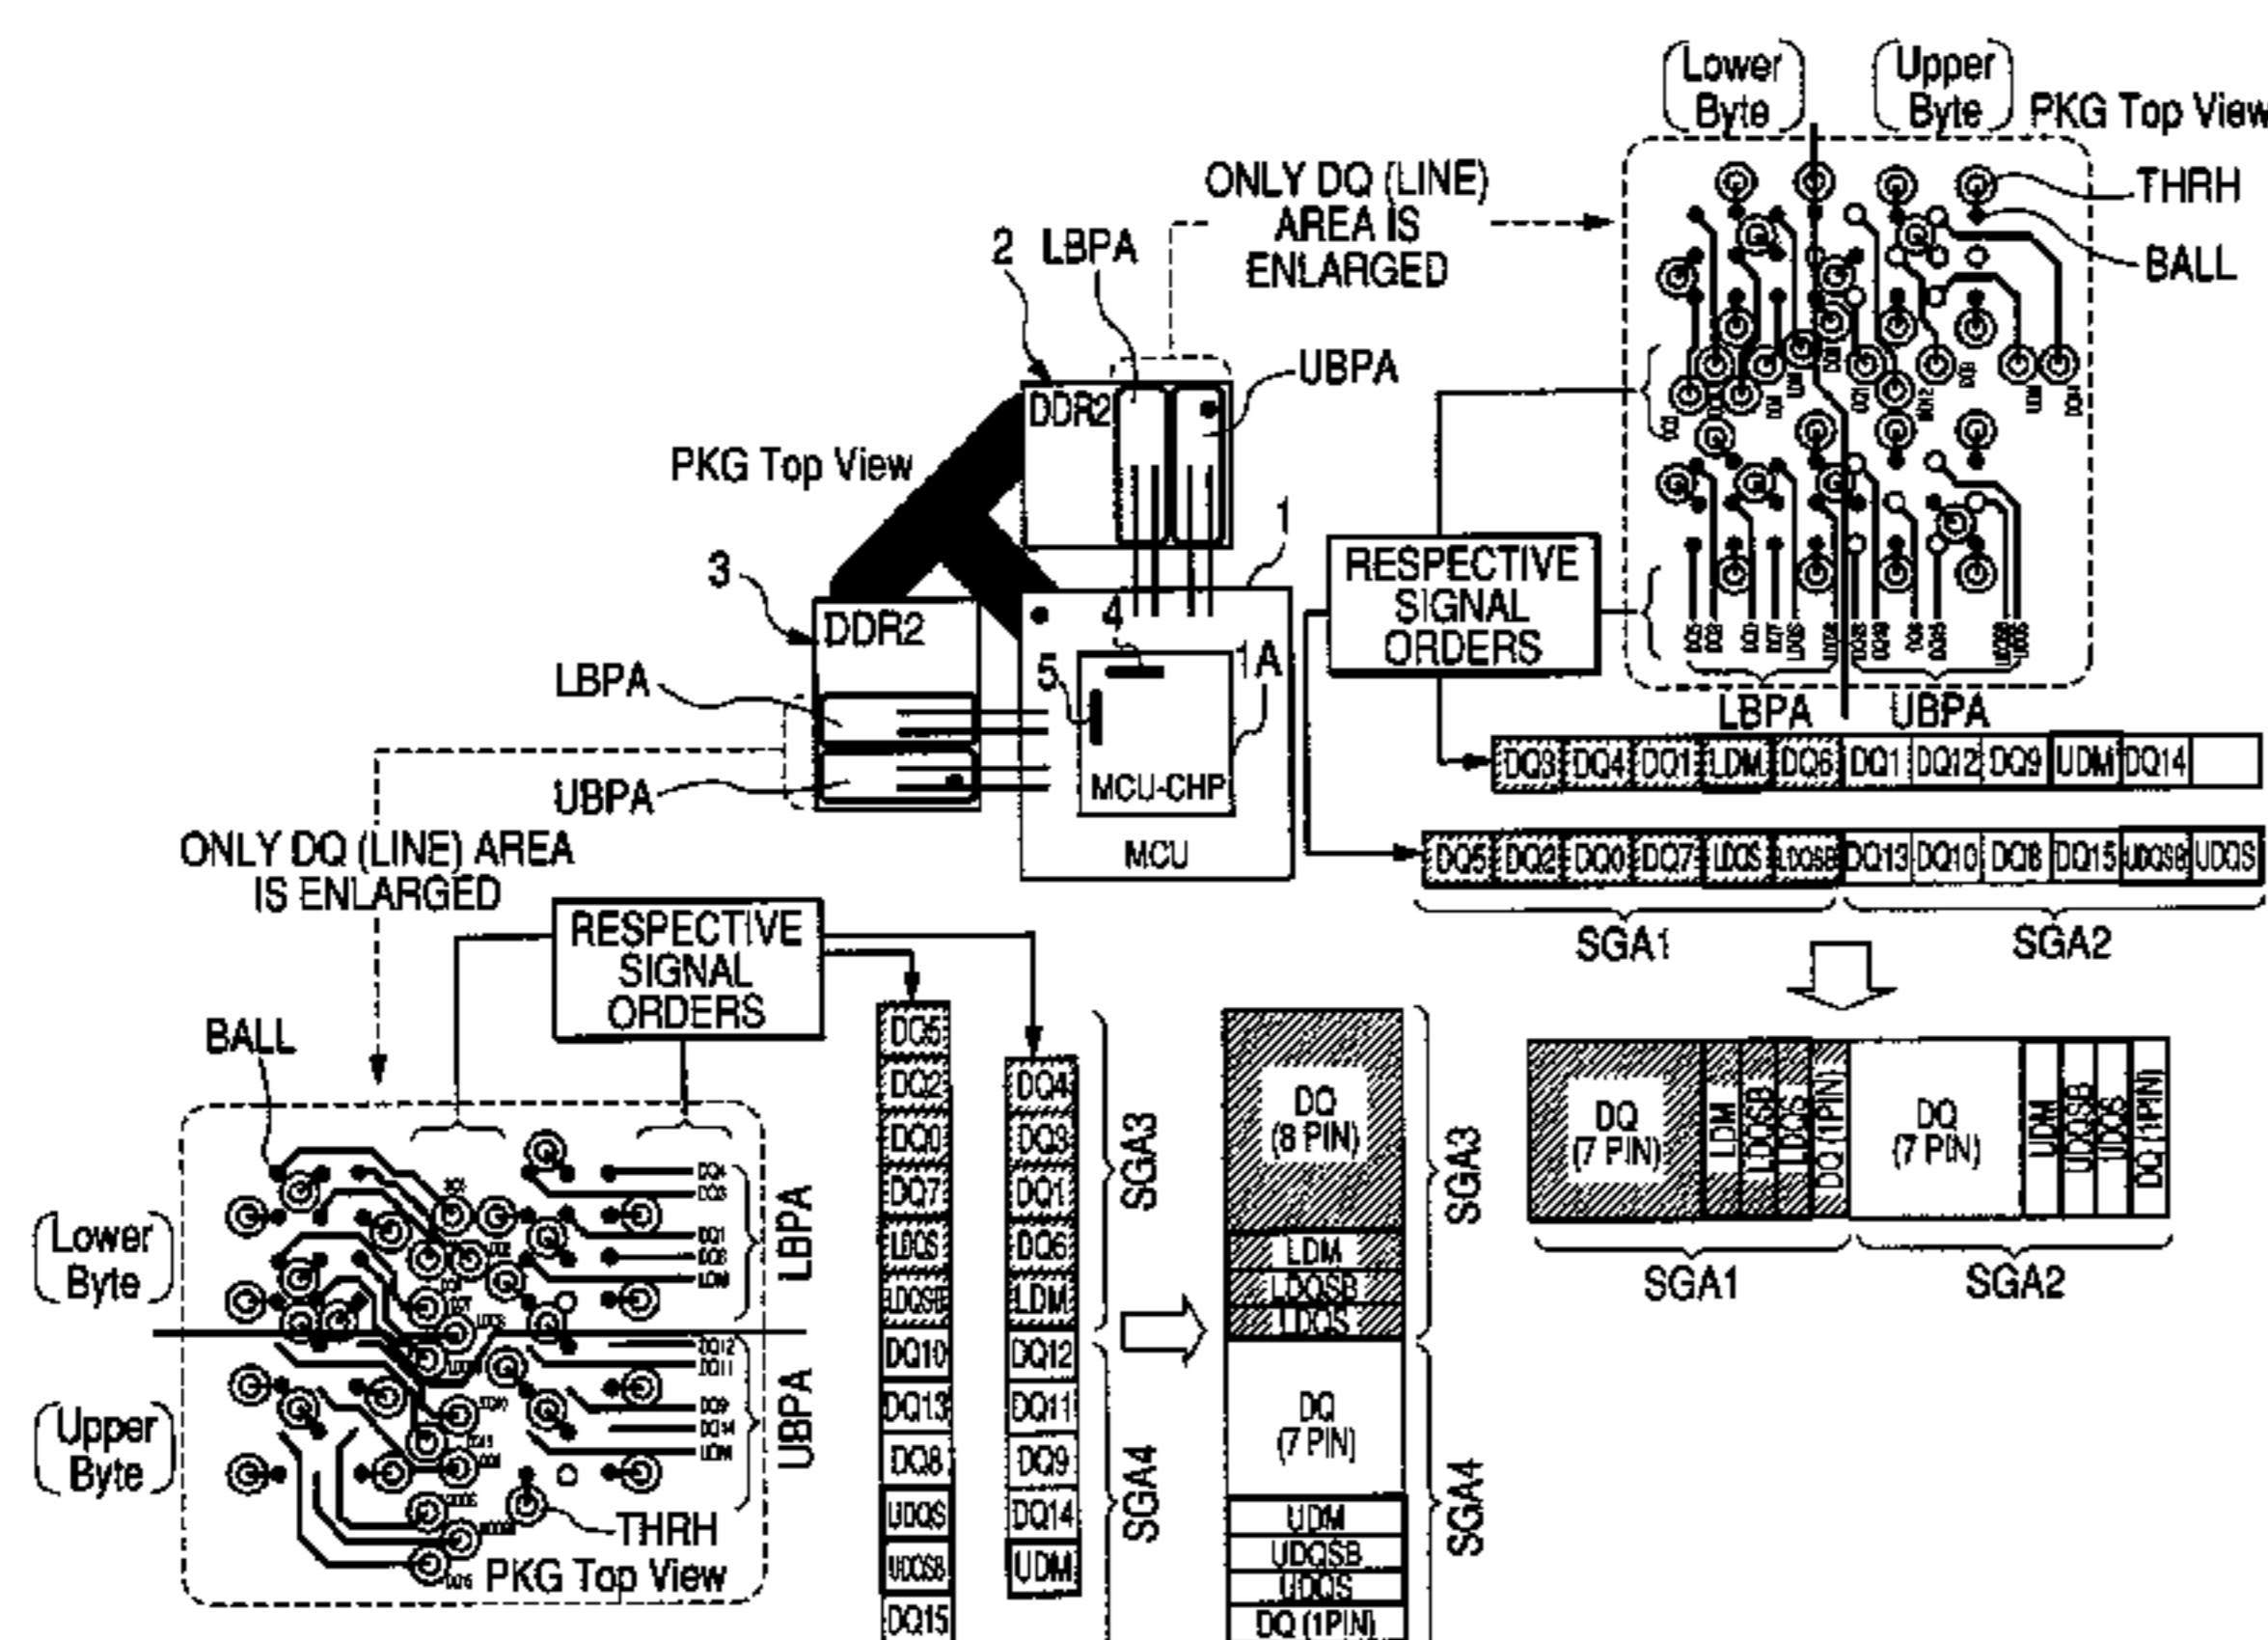 Lower
Byte
Upper
Byte
PKG Top View
THRH
BALL
ONLY DQ (LINE)
AREA IS
ENLARGED
2
LBPA
UBPA
DDR2
PKG Top View
1
3
DDR2
4
5
1A
LBPA
UBPA
MCU-CHP
MCU
RESPECTIVE
SIGNAL
ORDERS
LBPA
UBPA
DQ3 DQ4 DQ1 LDM DQ6 DQ1 DQ12 DQ9 UDM DQ14
DQ5 DQ2 DQ0 DQ7 LDQS LDQSB DQ13 DQ10 DQ8 DQ15 UDQSB UDQS
SGA1
SGA2
DQ
(7 PIN)
LDM
LDQSB
LDQS
DQ (1PIN)
DQ
(7 PIN)
UDM
UDQSB
UDQS
DQ (1PIN)
SGA1
SGA2
ONLY DQ (LINE) AREA
IS ENLARGED
RESPECTIVE
SIGNAL
ORDERS
BALL
Lower
Byte
Upper
Byte
LBPA
UBPA
THRH
PKG Top View
DQ5
DQ2
DQ0
DQ7
LDQS
LDQSB
DQ10
DQ13
DQ8
UDQS
UDQSB
DQ15
DQ4
DQ3
DQ1
DQ6
LDM
DQ12
DQ11
DQ9
DQ14
UDM
SGA3
SGA4
DQ
(8 PIN)
LDM
LDQSB
LDQS
DQ
(7 PIN)
UDM
UDQSB
UDQS
DQ (1PIN)
SGA3
SGA4